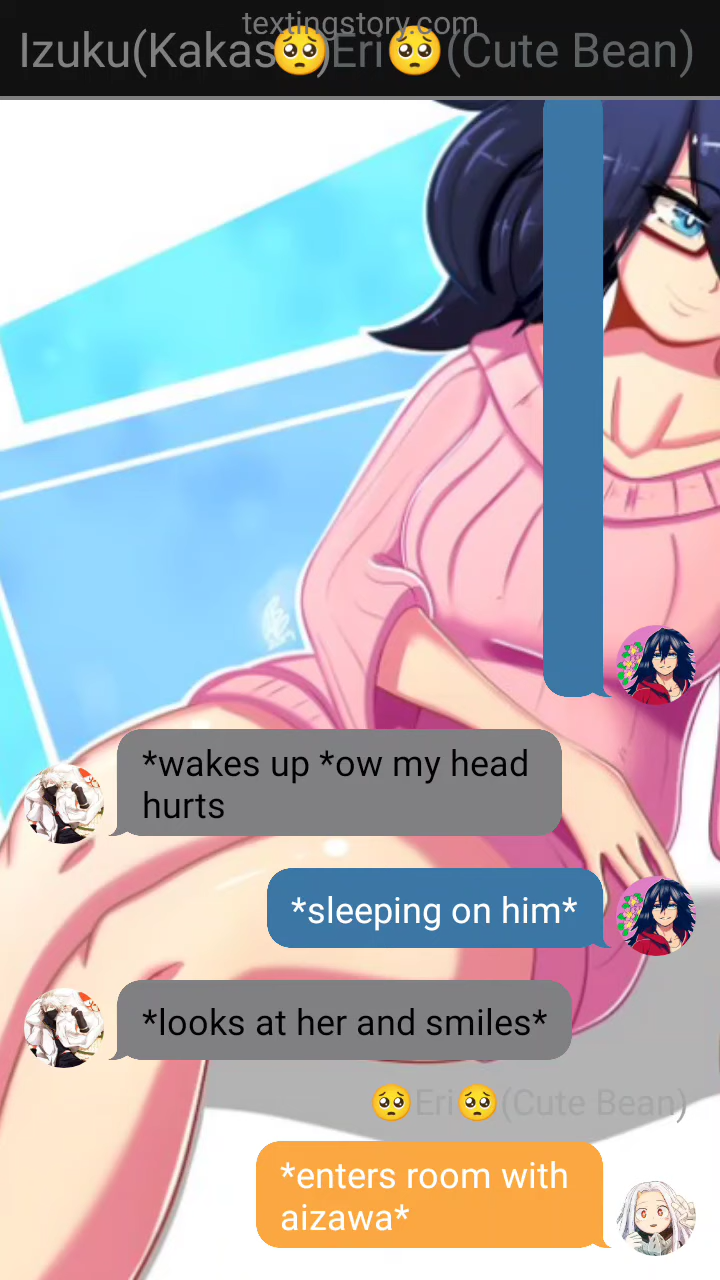 textingstory.com
Izuku(Kakas🥺)Eri🥺(Cute Bean)
*wakes up *ow my head
hurts
*sleeping on him*
*looks at her and smiles*
🥺Eri🥺(Cute Bean)
*enters room with
aizawa*